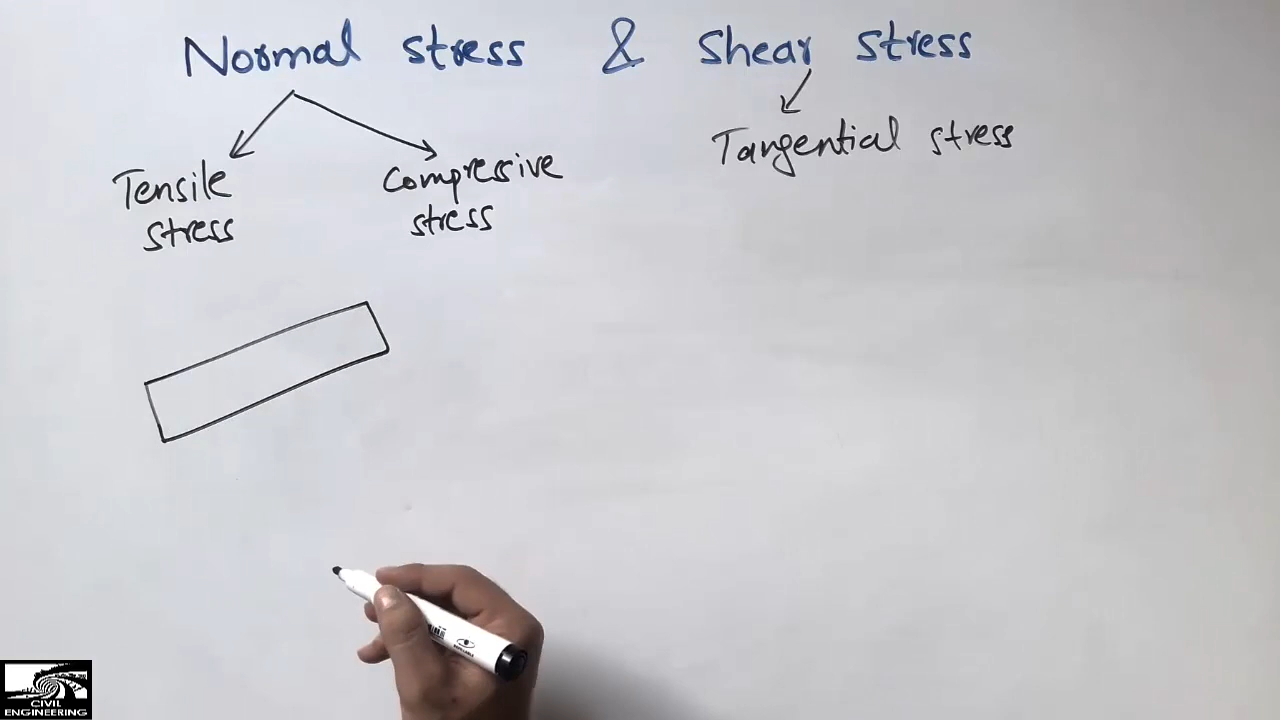 Normal stress & Shear stress
Tangential stress
Tensile
stress
Compressive
stress
CIVIL
ENGINEERING